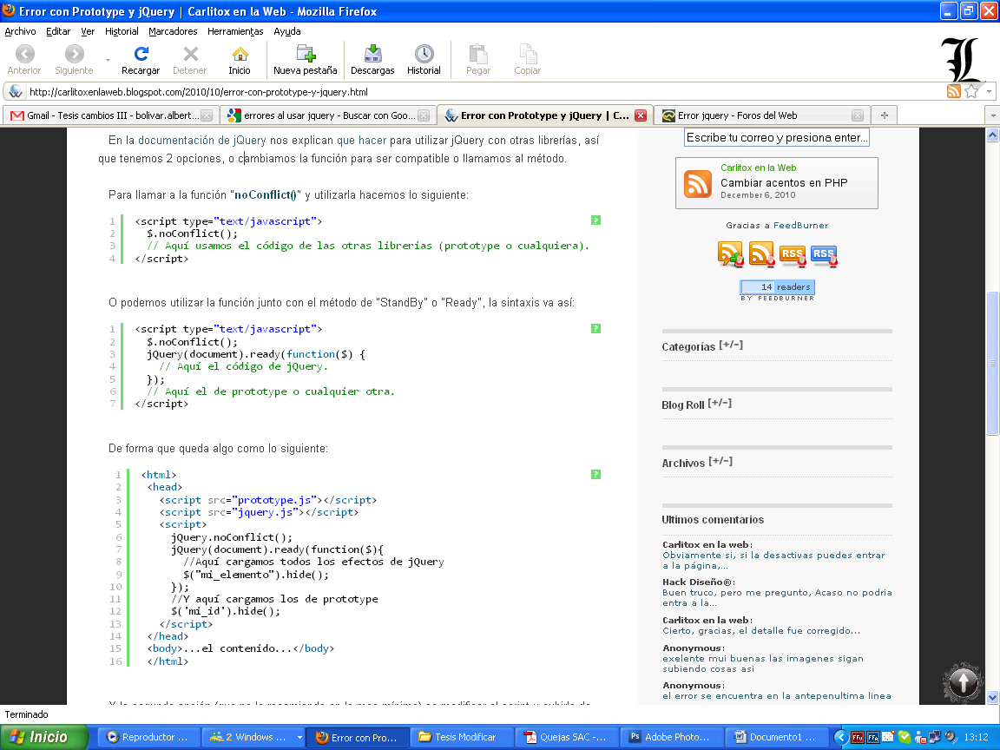 Error con Prototype y jQuery | Carlitox en la Web - Mozilla Firefox
Archivo Editar Ver Historial Marcadores Herramientas Ayuda
Anterior Siguiente Recargar Detener Inicio Nueva pestaña Descargas Historial Pegar Copiar
http://carlitoxenlaweb.blogspot.com/2010/10/error-con-prototype-y-jquery.html
Gmail - Tesis cambios III - bolivar.albert... errores al usar jquery - Buscar con Goo... Error con Prototype y jQuery | C... Error jquery - Foros del Web
En la documentación de jQuery nos explican que hacer para utilizar jQuery con otras librerías, así
que tenemos 2 opciones, o cambiamos la función para ser compatible o llamamos al método.
Para llamar a la función "noConflict()" y utilizarla hacemos lo siguiente:
1 <script type="text/javascript">
2 $.noConflict();
3 // Aquí usamos el código de las otras librerías (prototype o cualquiera).
4 </script>
O podemos utilizar la función junto con el método de "StandBy" o "Ready", la sintaxis va así:
1 <script type="text/javascript">
2 $.noConflict();
3 jQuery(document).ready(function($) {
4 // Aquí el código de jQuery.
5 });
6 // Aquí el de prototype o cualquier otra.
7 </script>
De forma que queda algo como lo siguiente:
1 <html>
2 <head>
3 <script src="prototype.js"></script>
4 <script src="jquery.js"></script>
5 <script>
6 jQuery.noConflict();
7 jQuery(document).ready(function($){
8 //Aquí cargamos todos los efectos de jQuery
9 $("mi_elemento").hide();
10 });
11 //Y aquí cargamos los de prototype
12 $('mi_id').hide();
13 </script>
14 </head>
15 <body>...el contenido...</body>
16 </html>
Escribe tu correo y presiona enter...
Carlitox en la Web
Cambiar acentos en PHP
December 6, 2010
Gracias a FeedBurner
RSS RSS
14 readers
BY FEEDBURNER
Categorías [+/-]
Blog Roll [+/-]
Archivos [+/-]
Ultimos comentarios
Carlitox en la web:
Obviamente si, si la desactivas puedes entrar
a la página,...
Hack Diseño®:
Buen truco, pero me pregunto, Acaso no podria
entra a la...
Carlitox en la web:
Cierto, gracias, el detalle fue corregido...
Anonymous:
exelente mui buenas las imagenes sigan
subiendo cosas asi
Anonymous:
el error se encuentra en la antepenultima linea
Terminado
Inicio Reproductor ... 2 Windows ... Error con Pro... Tesis Modificar Quejas SAC -... Adobe Photo... Documento1 ... 13:12